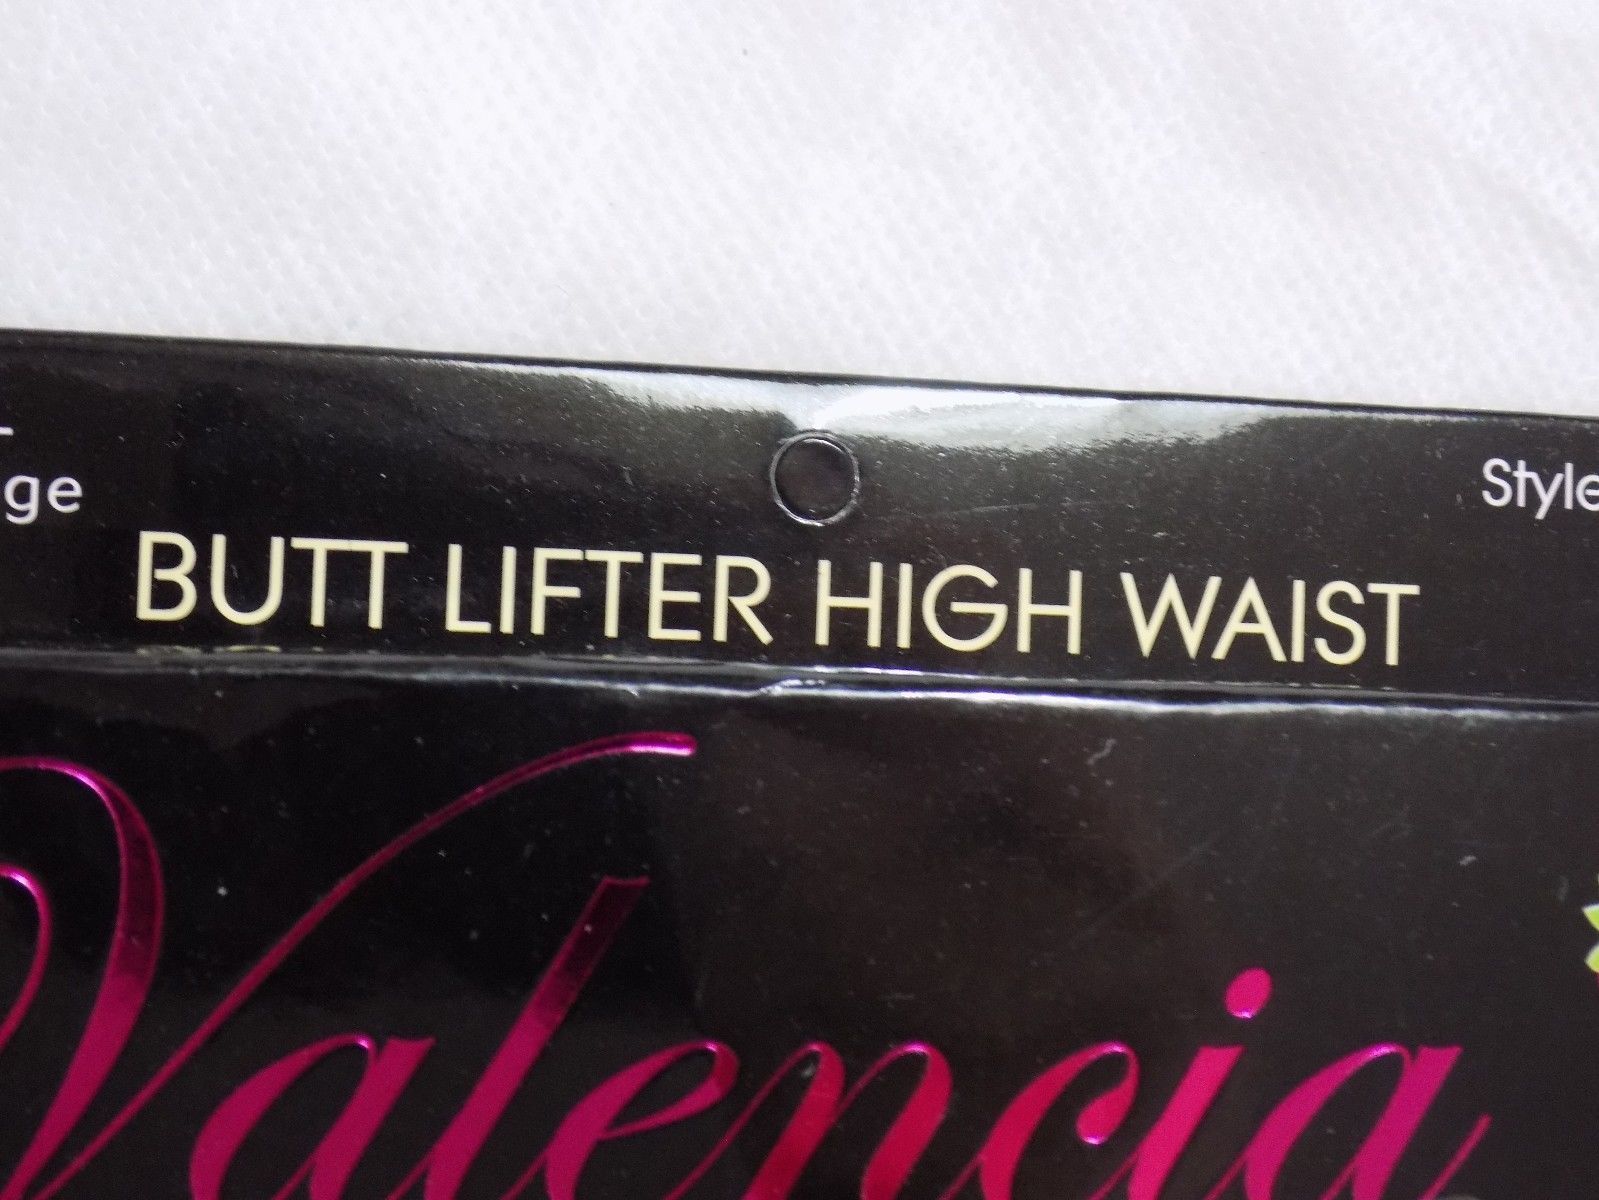 ge
Style
BUTT LIFTER HIGH WAIST
Valencia